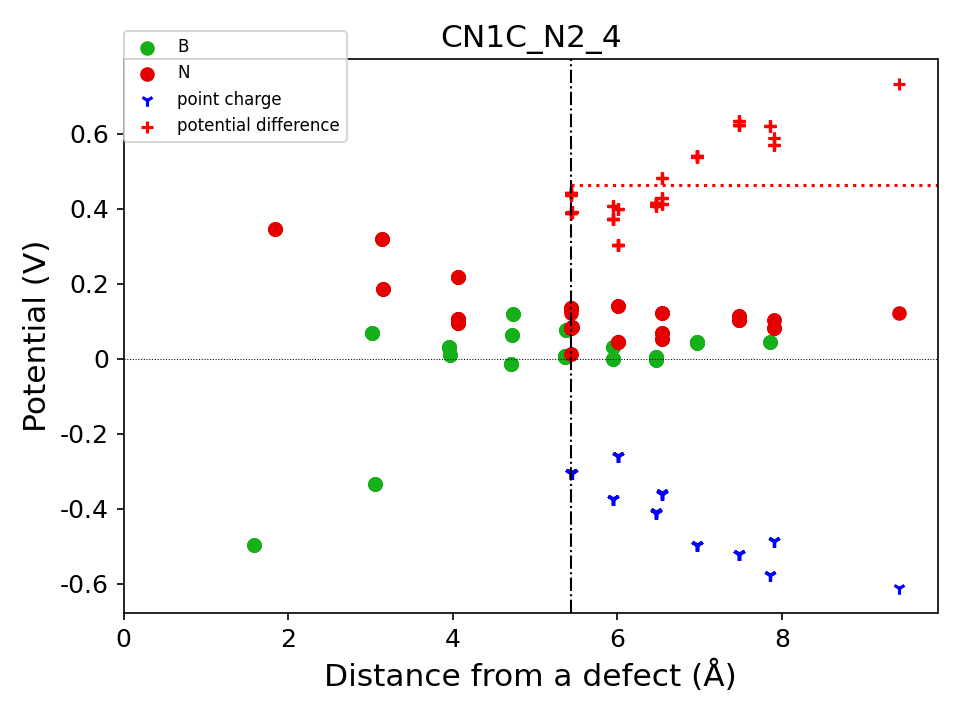 CN1C_N2_4
B
N
point charge
potential difference
Potential (V)
0.6
0.4
0.2
0
-0.2
-0.4
-0.6
0 2 4 6 8
Distance from a defect (Å)